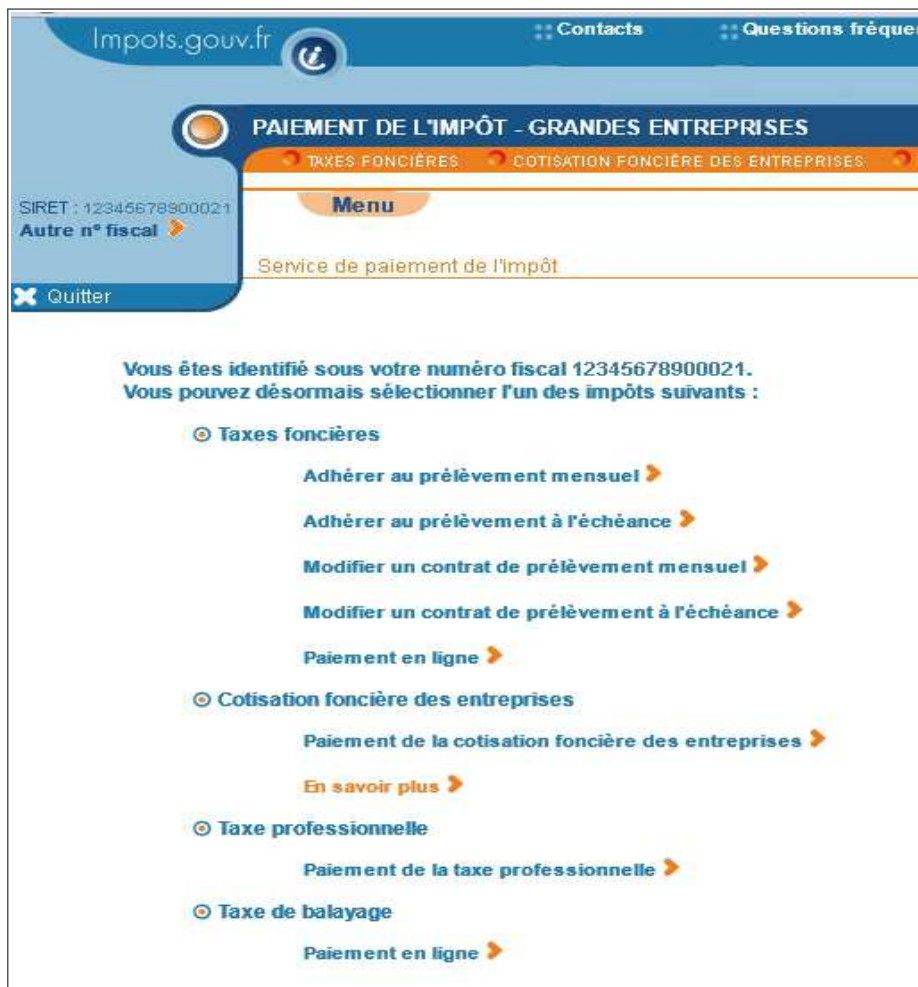 Impots.gouv.fr
Contacts
PAIEMENT DE L'IMPÔT - GRANDES ENTREPRISES
TAXES FONCIÈRES COTISATION FONCIÈRE DES ENTREPRISES
SIRET : 12345678900021
Autre n° fiscal
Menu
Service de paiement de l'impôt
Quitter
Vous êtes identifié sous votre numéro fiscal 12345678900021.
Vous pouvez désormais sélectionner l'un des impôts suivants :
Taxes foncières
Adhérer au prélèvement mensuel
Adhérer au prélèvement à l'échéance
Modifier un contrat de prélèvement mensuel
Modifier un contrat de prélèvement à l'échéance
Paiement en ligne
Cotisation foncière des entreprises
Paiement de la cotisation foncière des entreprises
En savoir plus
Taxe professionnelle
Paiement de la taxe professionnelle
Taxe de balayage
Paiement en ligne